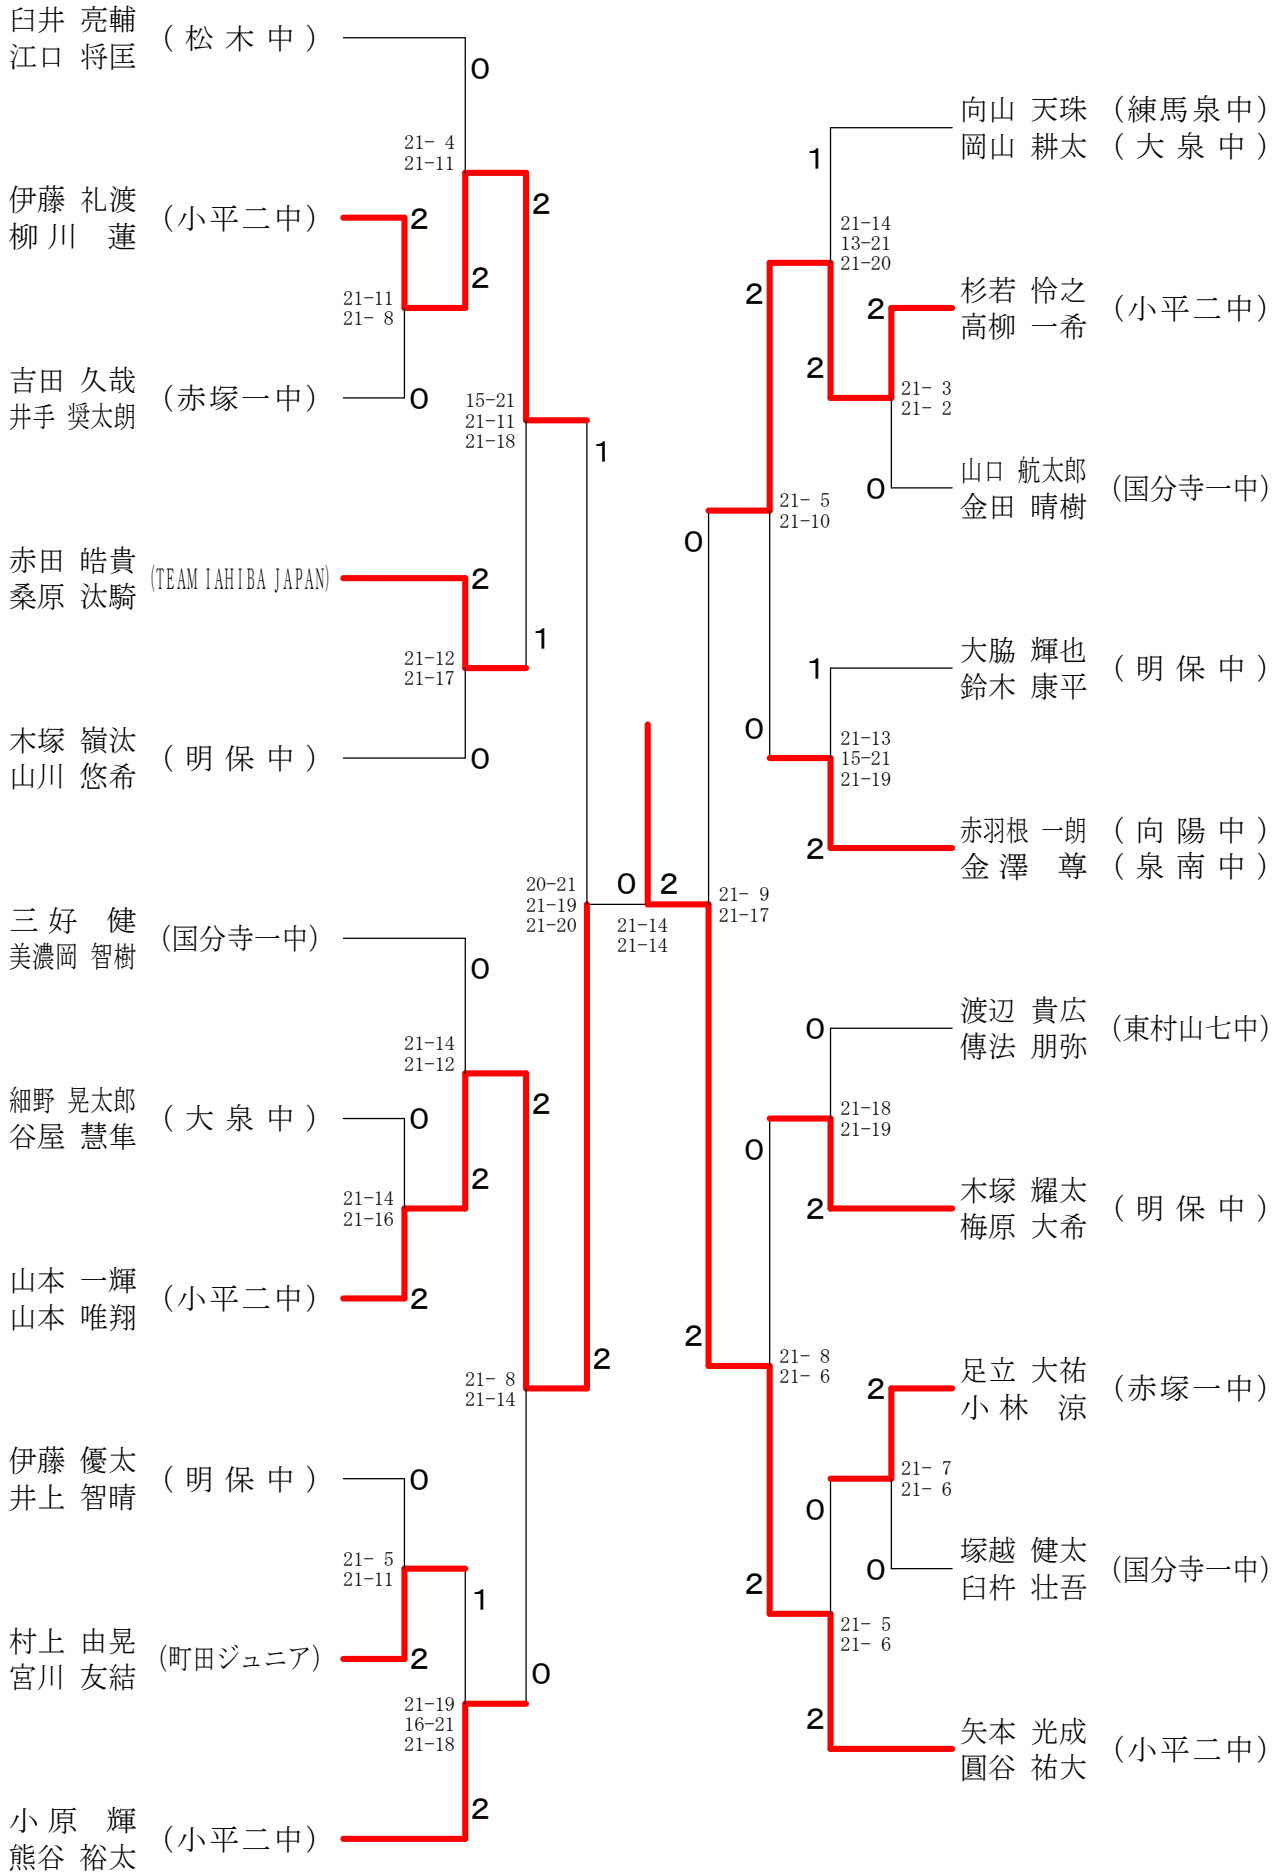 臼井 亮輔
江口 将匡
(松木中)
0
21- 4
21-11
2
伊藤 礼渡
柳川 蓮
(小平二中)
2
2
21-11
21- 8
吉田 久哉
井手 奨太朗
(赤塚一中)
0
15-21
21-11
21-18
1
赤田 皓貴
桑原 汰騎
(TEAM IAHIBA JAPAN)
2
1
21-12
21-17
木塚 嶺汰
山川 悠希
(明保中)
0
20-21
21-19
21-20
三好 健
美濃岡 智樹
(国分寺一中)
0
21-14
21-12
2
細野 晃太郎
谷屋 慧隼
(大泉中)
0
2
21-14
21-16
山本 一輝
山本 唯翔
(小平二中)
2
2
21- 8
21-14
伊藤 優太
井上 智晴
(明保中)
0
21- 5
21-11
1
村上 由晃
宮川 友結
(町田ジュニア)
2
0
21-19
16-21
21-18
小原 輝
熊谷 裕太
(小平二中)
2
0
2
21-14
21-14
向山 天珠 (練馬泉中)
岡山 耕太 (大泉中)
1
21-14
13-21
21-20
2
杉若 怜之
高柳 一希
(小平二中)
2
2
21- 3
21- 2
山口 航太郎
金田 晴樹
(国分寺一中)
0
21- 5
21-10
0
大脇 輝也
鈴木 康平
(明保中)
1
0
21-13
15-21
21-19
赤羽根 一朗 (向陽中)
金澤 尊 (泉南中)
2
21- 9
21-17
渡辺 貴広
傳法 朋弥
(東村山七中)
0
21-18
21-19
0
木塚 耀太
梅原 大希
(明保中)
2
2
21- 8
21- 6
足立 大祐
小林 涼
(赤塚一中)
2
21- 7
21- 6
0
塚越 健太
臼杵 壮吾
(国分寺一中)
0
2
21- 5
21- 6
矢本 光成
圓谷 祐大
(小平二中)
2